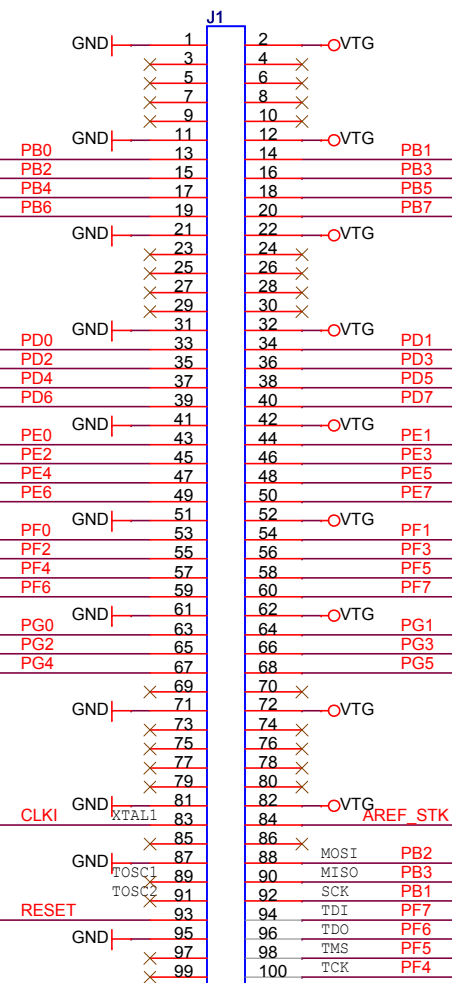 J1
GND 1 2 VTG
3 4
5 6
7 8
9 10
GND 11 12 VTG
PB0 13 14 PB1
PB2 15 16 PB3
PB4 17 18 PB5
PB6 19 20 PB7
GND 21 22 VTG
23 24
25 26
27 28
29 30
GND 31 32 VTG
PD0 33 34 PD1
PD2 35 36 PD3
PD4 37 38 PD5
PD6 39 40 PD7
GND 41 42 VTG
PE0 43 44 PE1
PE2 45 46 PE3
PE4 47 48 PE5
PE6 49 50 PE7
GND 51 52 VTG
PF0 53 54 PF1
PF2 55 56 PF3
PF4 57 58 PF5
PF6 59 60 PF7
GND 61 62 VTG
PG0 63 64 PG1
PG2 65 66 PG3
PG4 67 68 PG5
69 70
GND 71 72 VTG
73 74
75 76
77 78
79 80
GND 81 82 VTG
CLKI XTAL1 83 84 AREF_STK
85 86
GND 87 88 MOSI PB2
TOSC1 89 90 MISO PB3
TOSC2 91 92 SCK PB1
RESET 93 94 TDI PF7
GND 95 96 TDO PF6
97 98 TMS PF5
99 100 TCK PF4